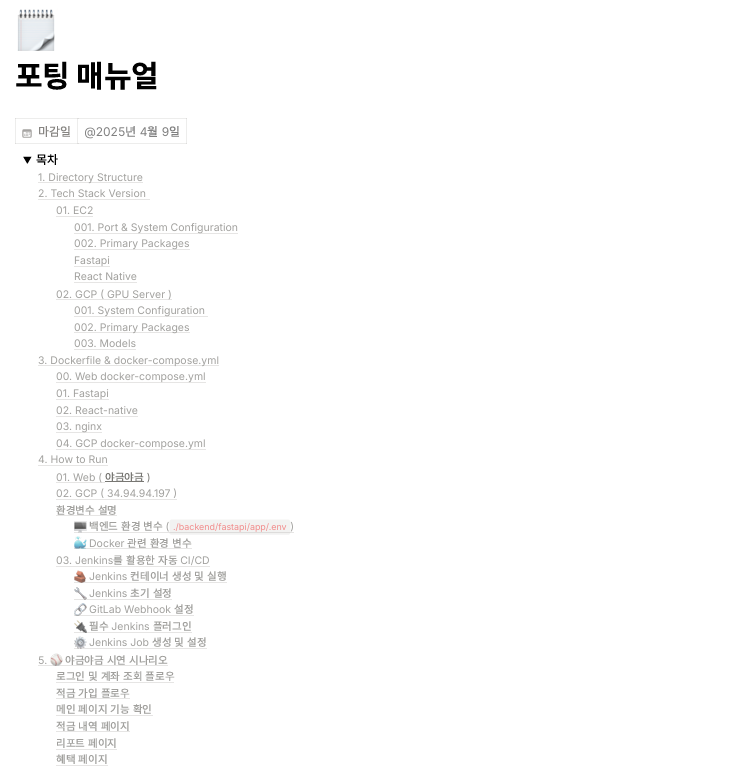 포팅 매뉴얼
마감일 @2025년 4월 9일
▼ 목차
1. Directory Structure
2. Tech Stack Version
01. EC2
001. Port & System Configuration
002. Primary Packages
Fastapi
React Native
02. GCP ( GPU Server )
001. System Configuration
002. Primary Packages
003. Models
3. Dockerfile & docker-compose.yml
00. Web docker-compose.yml
01. Fastapi
02. React-native
03. nginx
04. GCP docker-compose.yml
4. How to Run
01. Web ( 야금야금 )
02. GCP ( 34.94.94.197 )
환경변수 설명
🖥️ 백엔드 환경 변수 ( ./backend/fastapi/app/.env )
🐳 Docker 관련 환경 변수
03. Jenkins를 활용한 자동 CI/CD
🪵 Jenkins 컨테이너 생성 및 실행
🔧 Jenkins 초기 설정
🔗 GitLab Webhook 설정
🔌 필수 Jenkins 플러그인
⚙️ Jenkins Job 생성 및 설정
5. ⚾ 야금야금 시연 시나리오
로그인 및 계좌 조회 플로우
적금 가입 플로우
메인 페이지 기능 확인
적금 내역 페이지
리포트 페이지
혜택 페이지